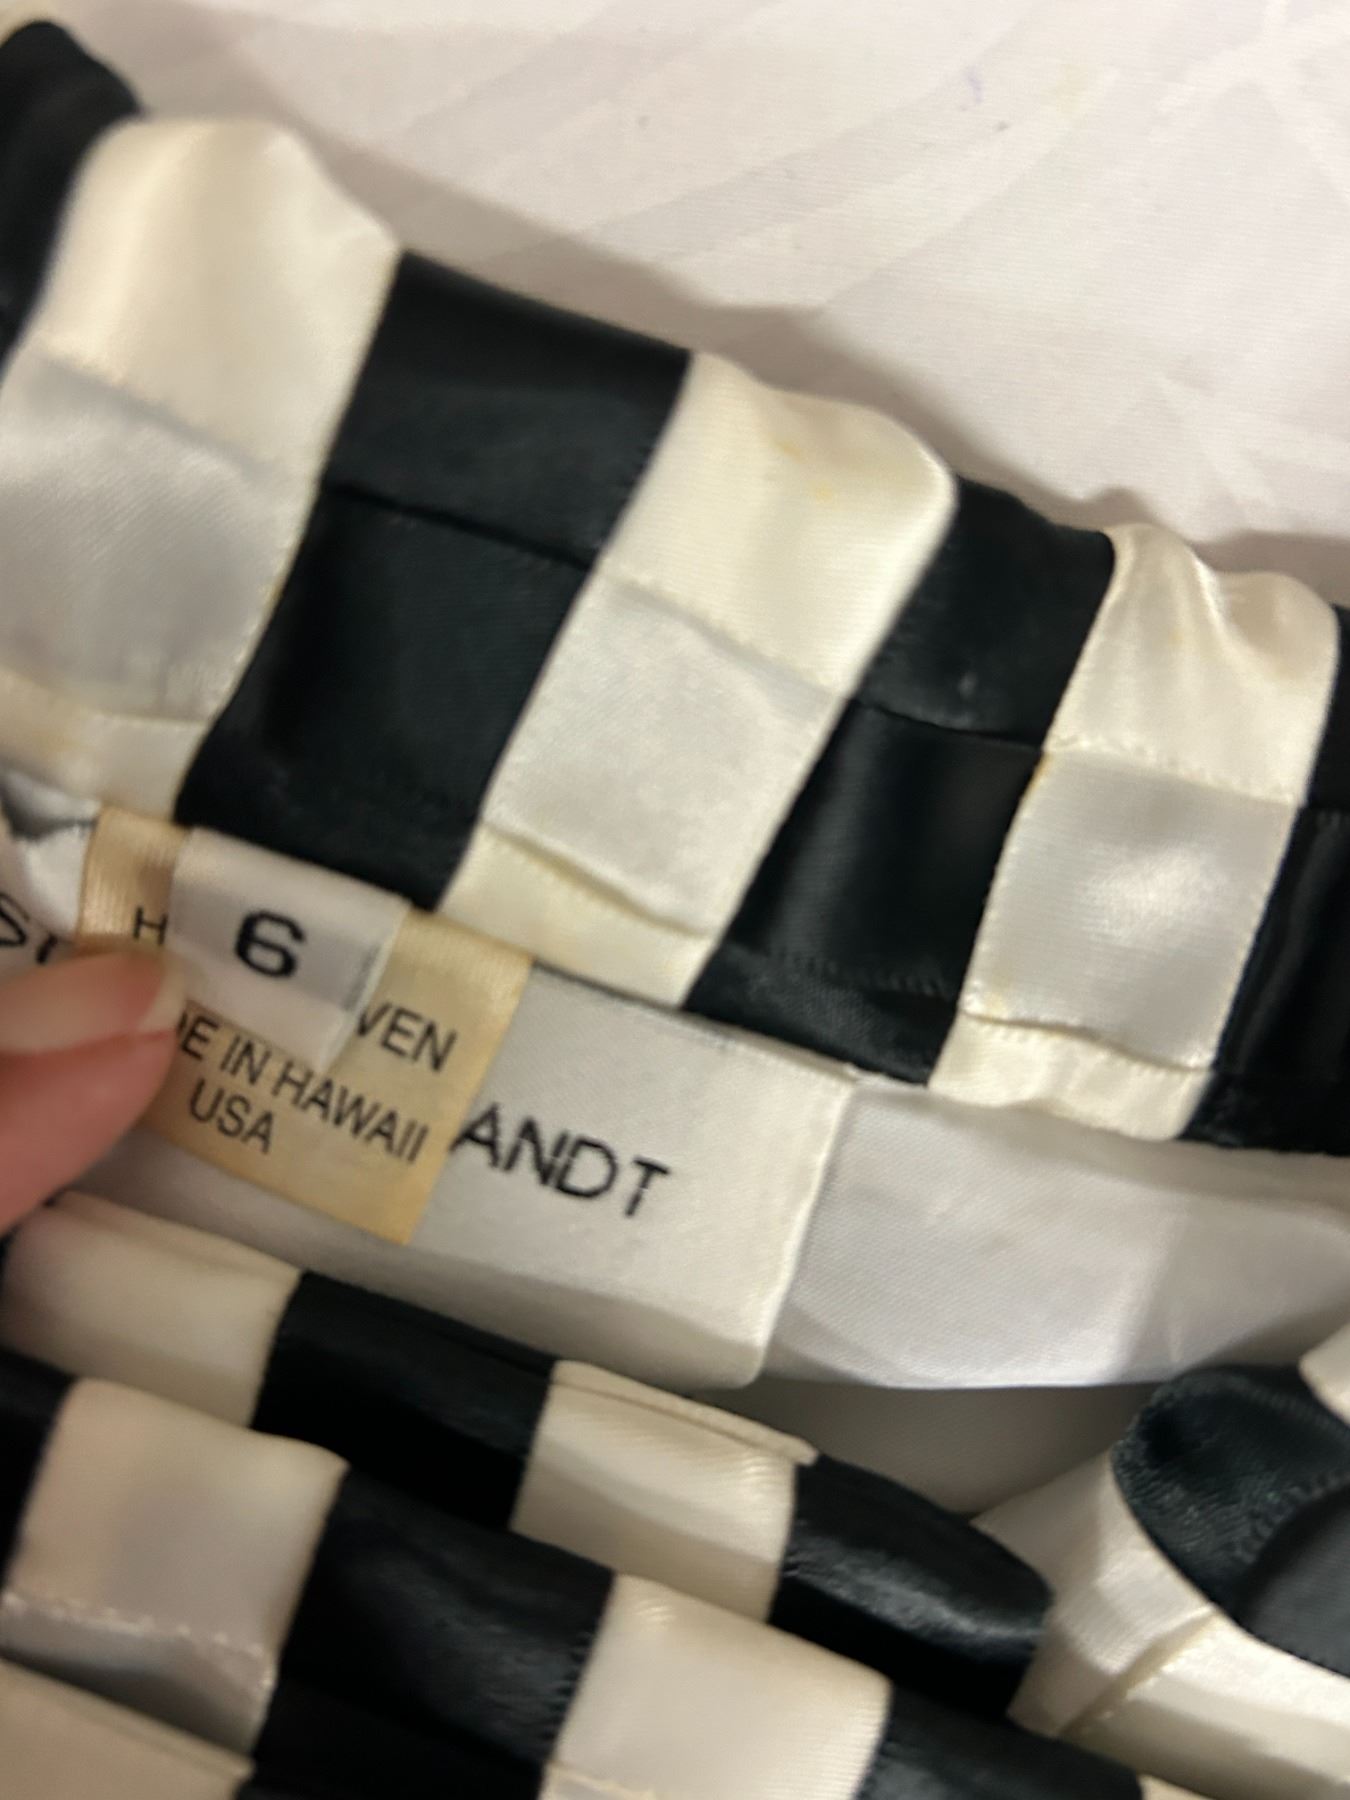 6
H
VEN
DE IN HAWAII
USA
ANDT